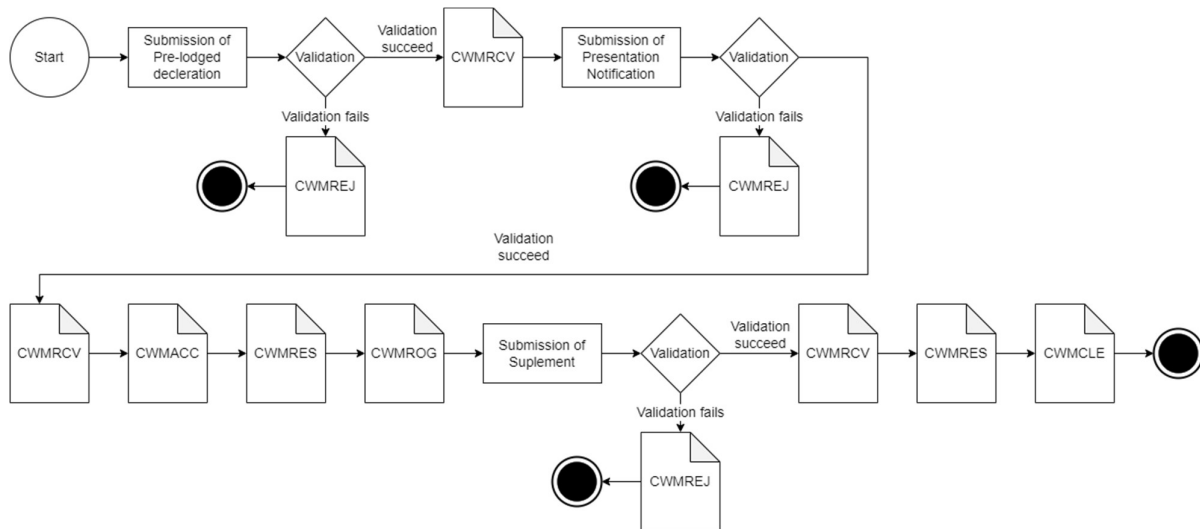 Start
Submission of
Pre-lodged
decleration
Validation
Validation
succeed
CWMRCV
Submission of
Presentation
Notification
Validation
Validation fails
CWMREJ
Validation fails
CWMREJ
Validation
succeed
CWMRCV
CWMACC
CWMRES
CWMROG
Submission of
Suplement
Validation
Validation
succeed
CWMRCV
CWMRES
CWMCLE
Validation fails
CWMREJ